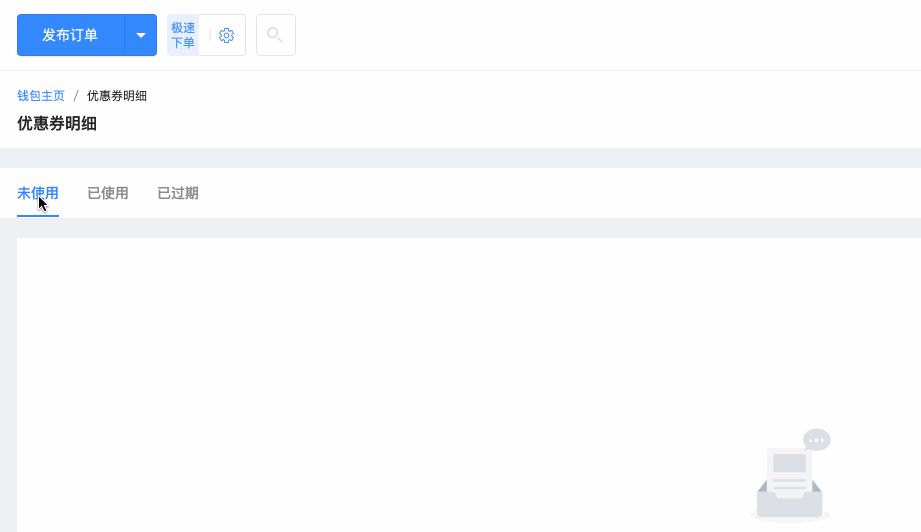 发布订单
极速
下单
钱包主页 / 优惠券明细
优惠券明细
未使用 已使用 已过期